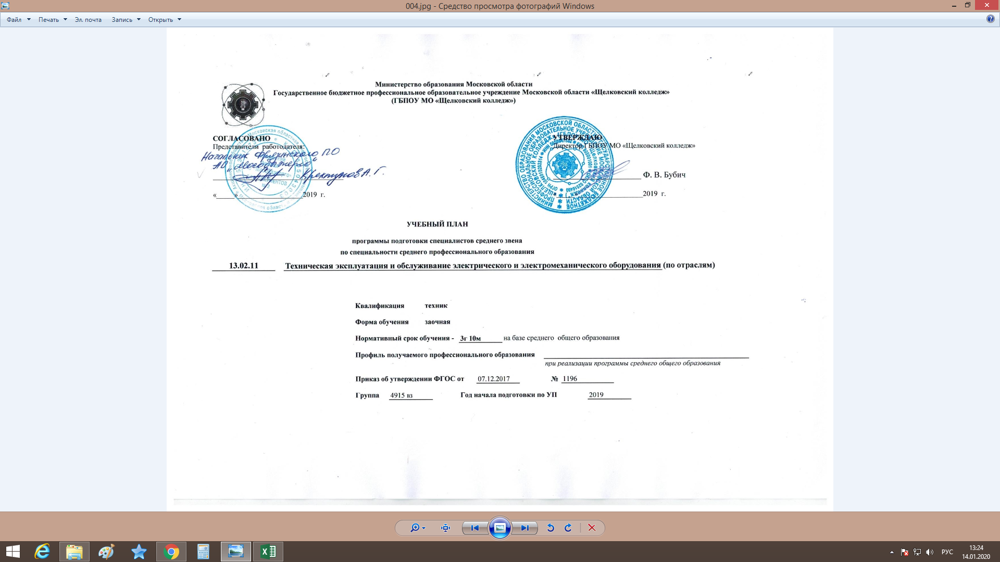 004.jpg - Средство просмотра фотографий Windows
Файл Печать Эл. почта Запись Открыть
Министерство образования Московской области
Государственное бюджетное профессиональное образовательное учреждение Московской области «Щелковский колледж»
(ГБПОУ МО «Щелковский колледж»)
СОГЛАСОВАНО
Представители работодателя:
Начальник Фрязинского ПО
АО "Мособлэнерго"
«_____»__________________2019 г.
УТВЕРЖДАЮ
Директор ГБПОУ МО «Щелковский колледж»
Ф. В. Бубич
2019 г.
УЧЕБНЫЙ ПЛАН
программы подготовки специалистов среднего звена
по специальности среднего профессионального образования
13.02.11 Техническая эксплуатация и обслуживание электрического и электромеханического оборудования (по отраслям)
Квалификация техник
Форма обучения заочная
Нормативный срок обучения - 3г 10м на базе среднего общего образования
Профиль получаемого профессионального образования
при реализации программы среднего общего образования
Приказ об утверждении ФГОС от 07.12.2017 № 1196
Группа 4915 вз Год начала подготовки по УП 2019
РУС
13:24
14.01.2020